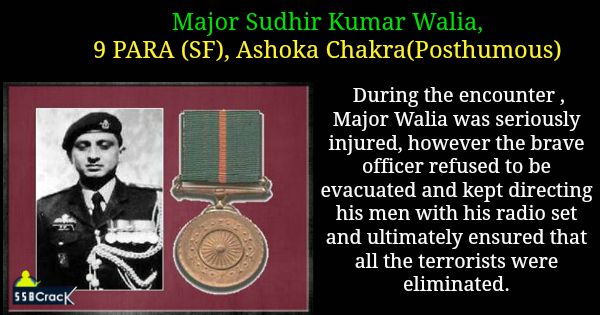 Major Sudhir Kumar Walia,
9 PARA (SF), Ashoka Chakra(Posthumous)
During the encounter ,
Major Walia was seriously
injured, however the brave
officer refused to be
evacuated and kept directing
his men with his radio set
and ultimately ensured that
all the terrorists were
eliminated.
SSBCrack